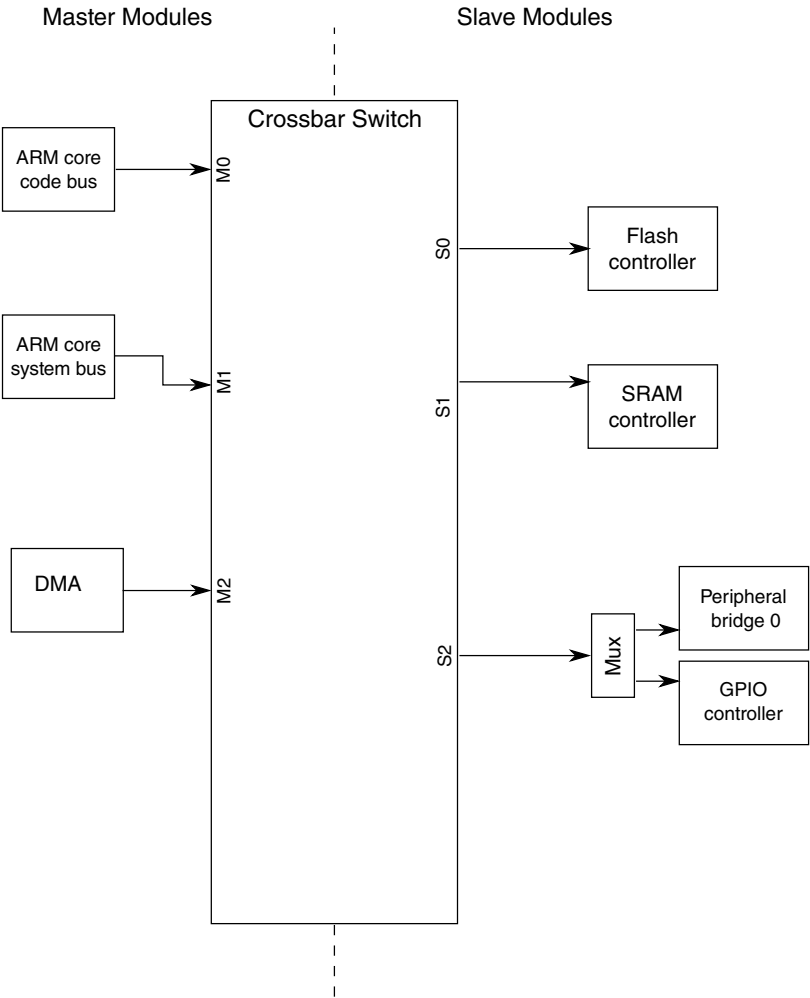 Master Modules
Slave Modules
Crossbar Switch
ARM core
code bus
M0
S0
Flash
controller
ARM core
system bus
M1
S1
SRAM
controller
DMA
M2
S2
Mux
Peripheral
bridge 0
GPIO
controller